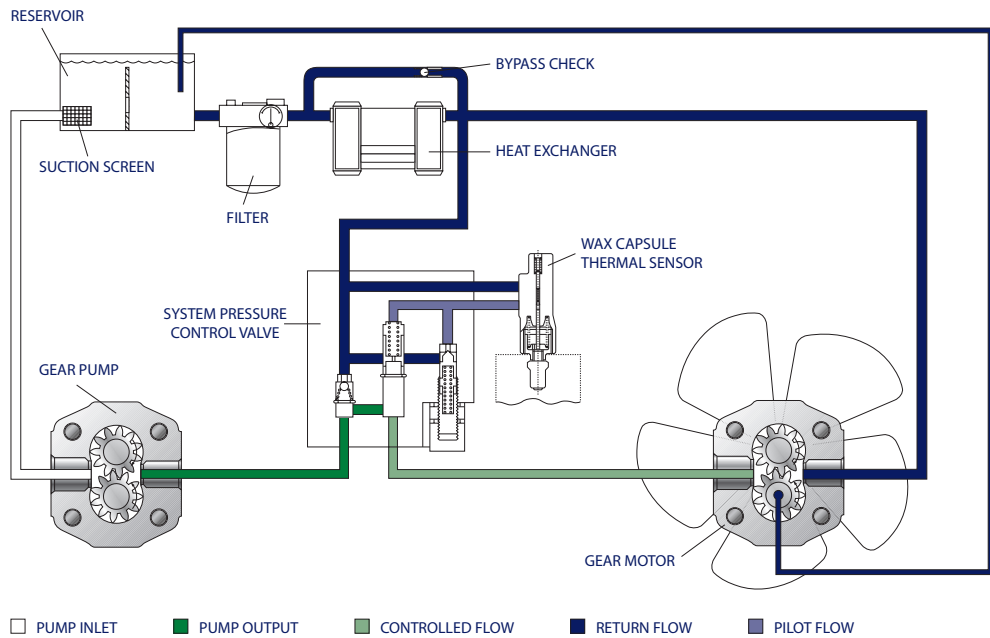 RESERVOIR
BYPASS CHECK
SUCTION SCREEN
HEAT EXCHANGER
FILTER
WAX CAPSULE
THERMAL SENSOR
SYSTEM PRESSURE
CONTROL VALVE
GEAR PUMP
GEAR MOTOR
PUMP INLET
PUMP OUTPUT
CONTROLLED FLOW
RETURN FLOW
PILOT FLOW